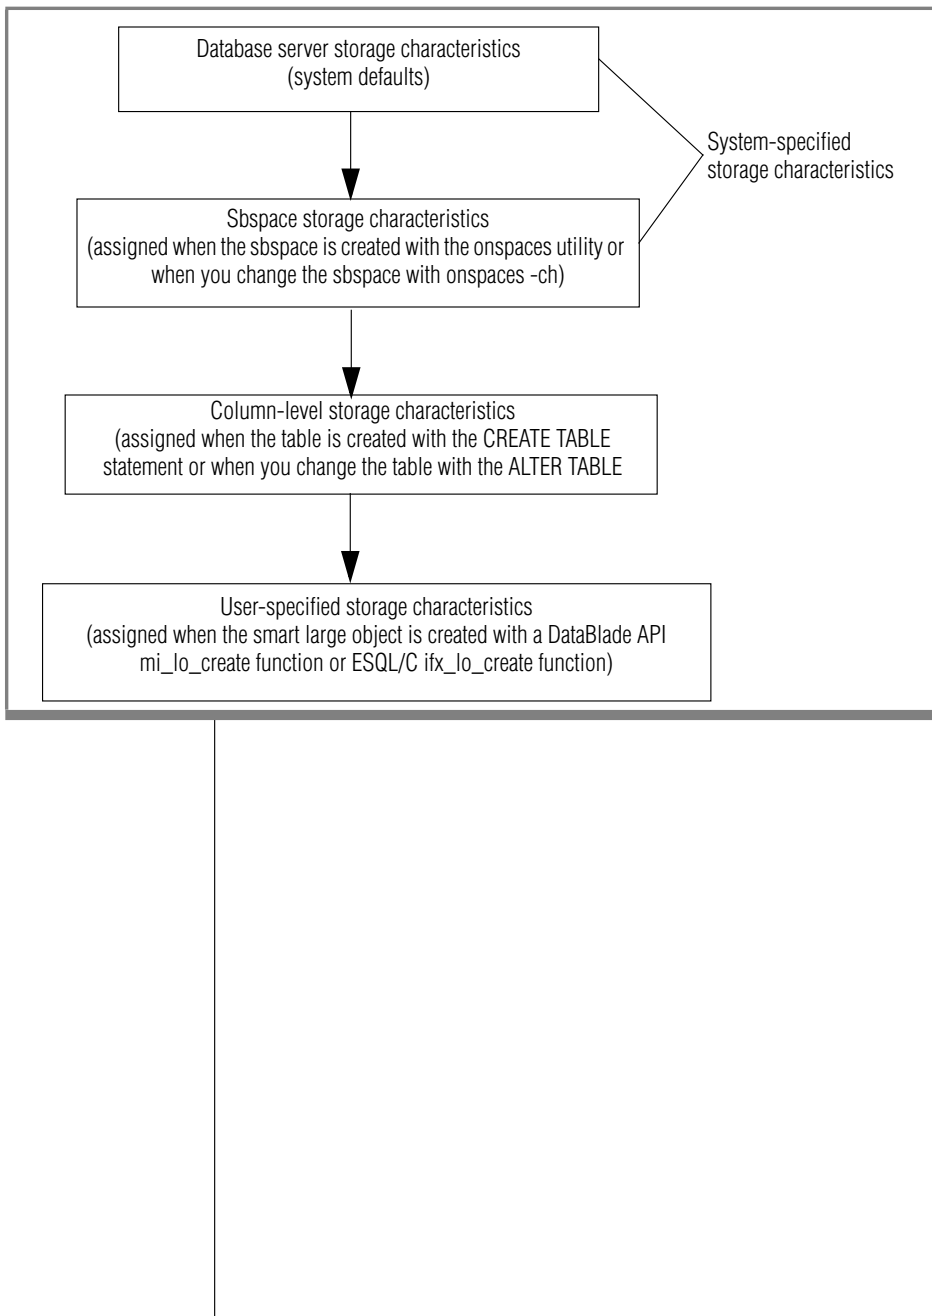 Database server storage characteristics
(system defaults)
System-specified
storage characteristics
Sbspace storage characteristics
(assigned when the sbspace is created with the onspaces utility or
when you change the sbspace with onspaces -ch)
Column-level storage characteristics
(assigned when the table is created with the CREATE TABLE
statement or when you change the table with the ALTER TABLE
User-specified storage characteristics
(assigned when the smart large object is created with a DataBlade API
mi_lo_create function or ESQL/C ifx_lo_create function)